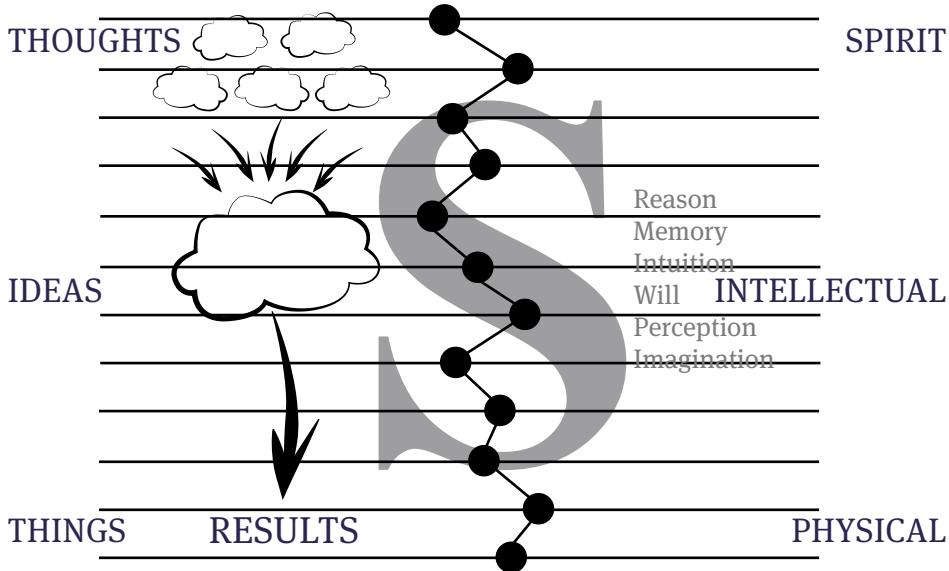 THOUGHTS
SPIRIT
S
Reason
Memory
Intuition
IDEAS
Will
INTELLECTUAL
Perception
Imagination
THINGS
RESULTS
PHYSICAL